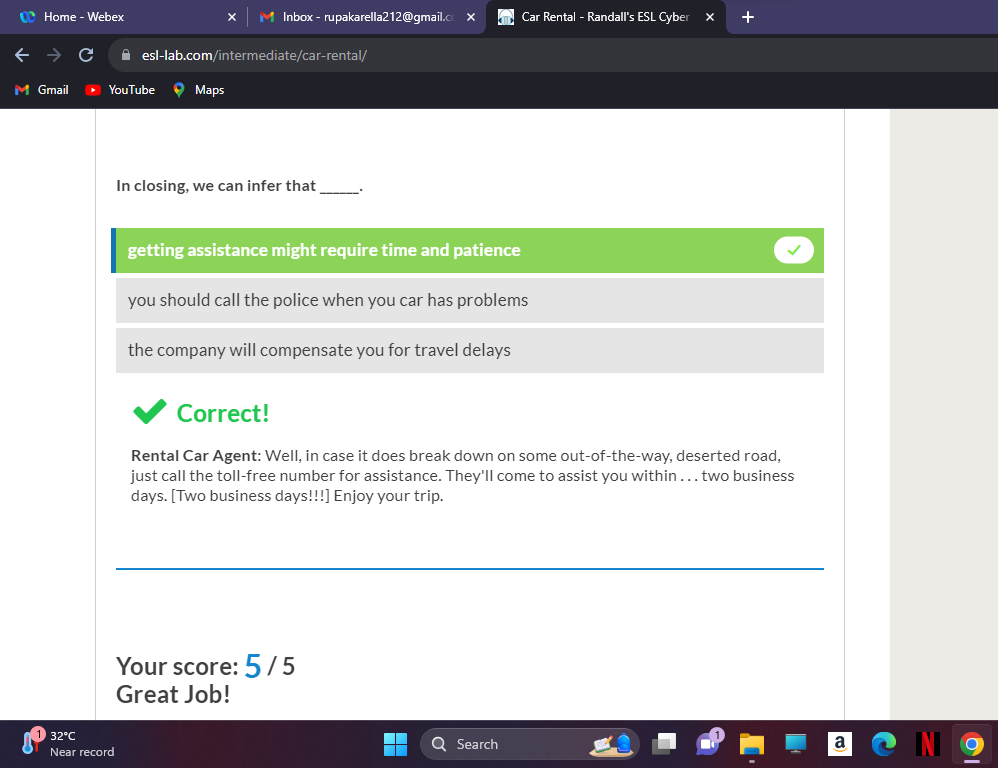 Home - Webex
Inbox - rupakarella212@gmail.c
Car Rental - Randall's ESL Cyber
esl-lab.com/intermediate/car-rental/
Gmail
YouTube
Maps
In closing, we can infer that ______.
getting assistance might require time and patience
you should call the police when you car has problems
the company will compensate you for travel delays
Correct!
Rental Car Agent: Well, in case it does break down on some out-of-the-way, deserted road,
just call the toll-free number for assistance. They'll come to assist you within . . . two business
days. [Two business days!!!] Enjoy your trip.
Your score: 5 / 5
Great Job!
1
32°C
Near record
Search
1
a
N